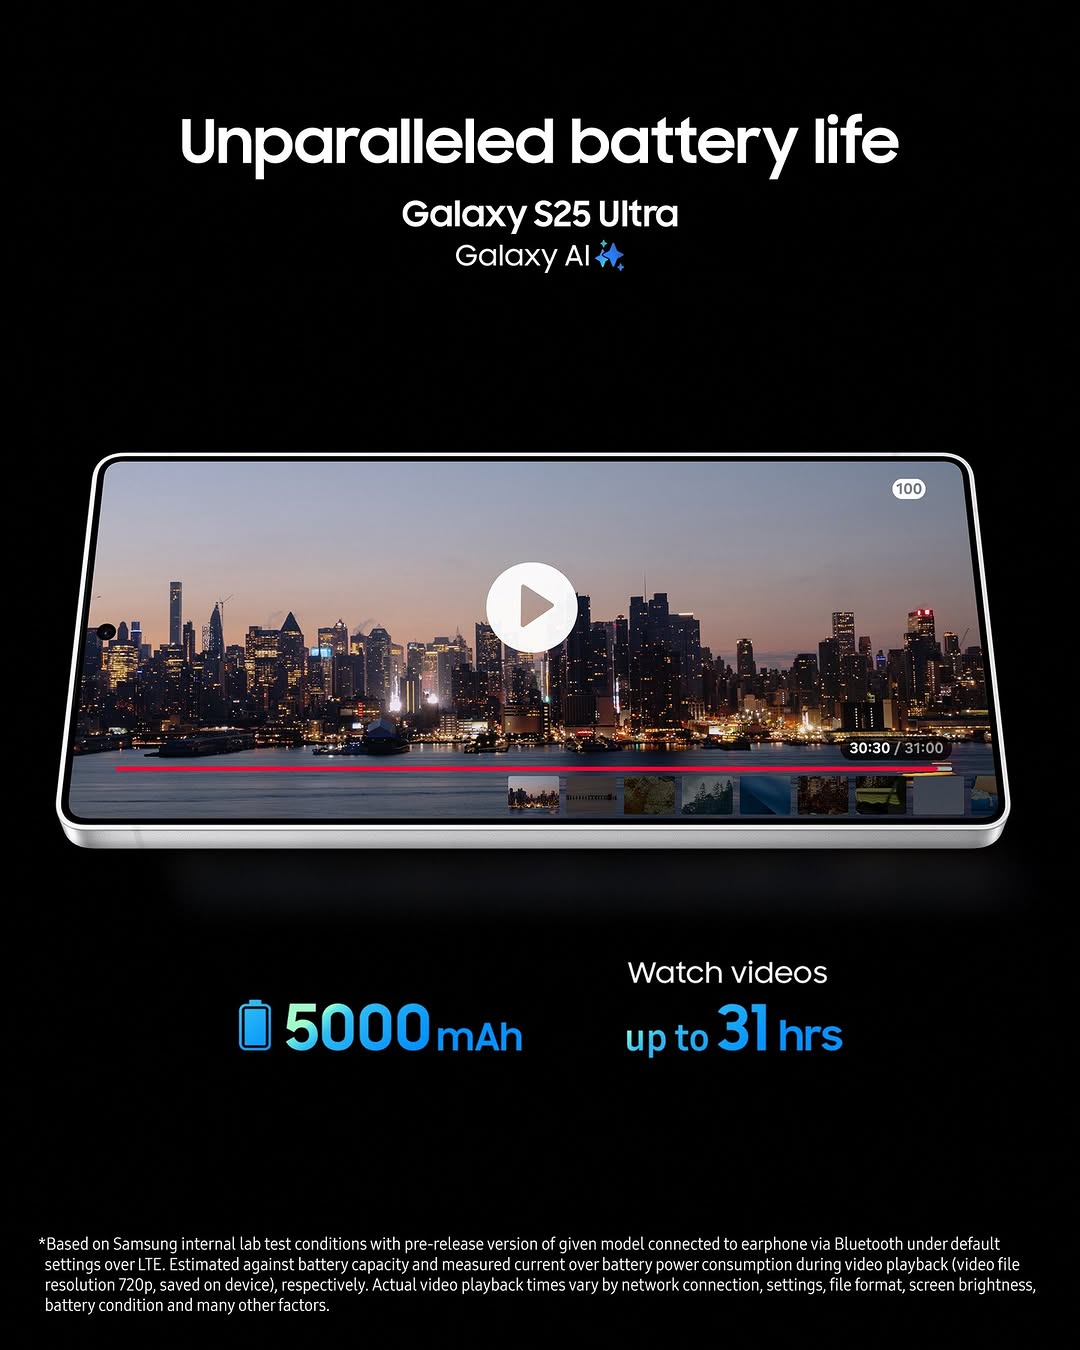 Unparalleled battery life
Galaxy S25 Ultra
Galaxy AI
100
30:30 / 31:00
5000 mAh
Watch videos
up to 31 hrs
*Based on Samsung internal lab test conditions with pre-release version of given model connected to earphone via Bluetooth under default
settings over LTE. Estimated against battery capacity and measured current over battery power consumption during video playback (video file
resolution 720p, saved on device), respectively. Actual video playback times vary by network connection, settings, file format, screen brightness,
battery condition and many other factors.